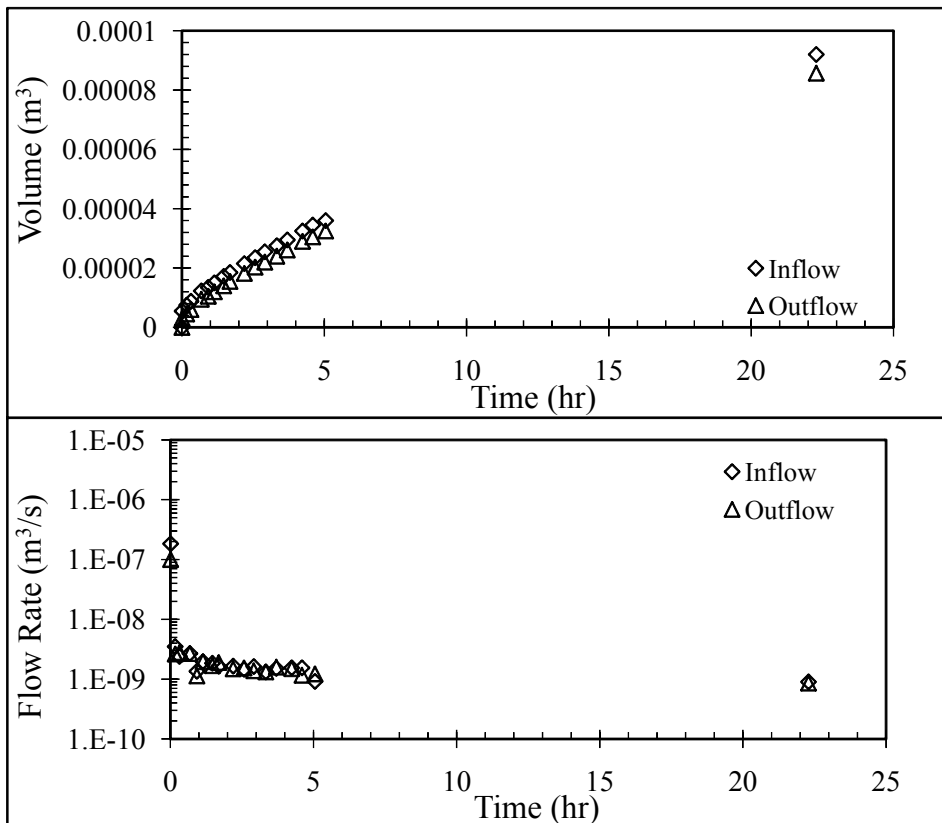 0.0001
0.00008
0.00006
0.00004
0.00002
0
Volume (m³)
Inflow
Outflow
0 5 10 15 20 25
Time (hr)
1.E-05
1.E-06
1.E-07
1.E-08
1.E-09
1.E-10
Flow Rate (m³/s)
Inflow
Outflow
0 5 10 15 20 25
Time (hr)